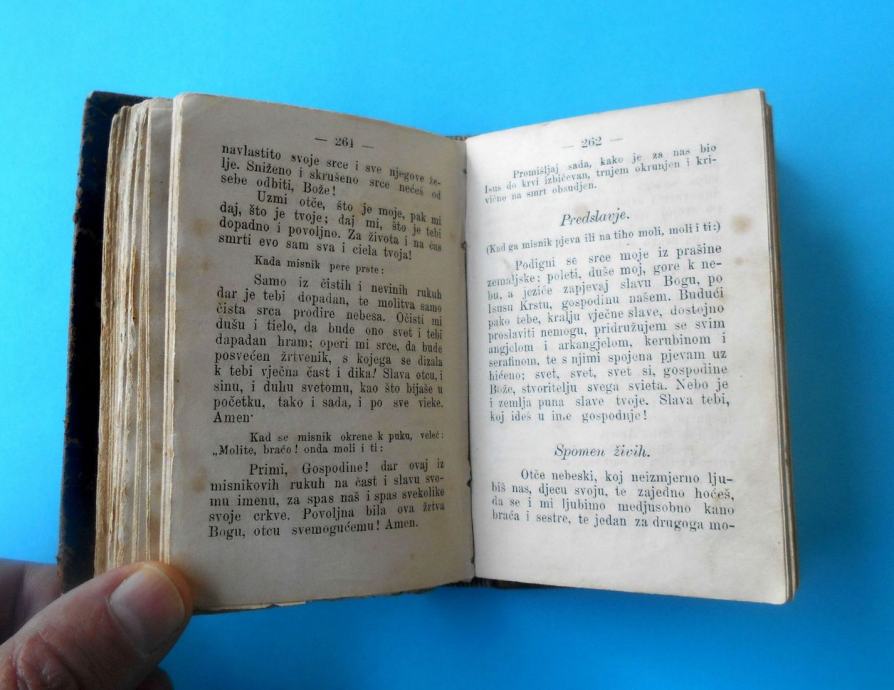 — 261 —
navlastito svoje srce i sve njegove že-
lje. Sniženo i skrušeno srce nećeš od
sebe odbiti, Bože!
Uzmi otče, što je moje, pak mi
daj, što je tvoje; daj mi, što je tebi
dopadno i povoljno. Za života i na čas
smrti evo sam sva i ciela tvoja!
Kada misnik pere prste:
Samo iz čistih i nevinih rukuh
dar je tebi dopadan, te molitva samo
čista srca prodire nebesa. Očisti mi
dušu i tielo, da bude ono svet i tebi
dapadan hram; operi mi srce, da bude
posvećen žrtvenik, s kojega se dizala
k tebi vječna čast i dika! Slava otcu, i
sinu, i duhu svetomu, kao što bijaše u
početku, tako i sada, i po sve vieke.
Amen·
Kad se misnik okrene k puku, veleć:
„Molite, braćo! onda moli i ti:
Primi, Gospodine! dar ovaj iz
misnikovih rukuh na čast i slavu svo-
mu imenu, za spas naš i spas svekolike
svoje crkve. Povoljna bila ova žrtva
Bogu, otcu svemogućemu! Amen.
— 262 —
Promišljaj sada, kako je za nas bio
Isus do krvi izbičevan, trnjem okrunjen i kri-
vično na smrt obsudjen.
Predslavje.
(Kad ga misnik pjeva ili na tiho moli, moli i ti:)
Podigni se srce moje iz prašine
zemaljske; poleti, duše moj, gore k ne-
bu, a jeziče zapjevaj slavu Bogu, po
Isusu Krstu, gospodinu našem. Budući
pako tebe, kralju vječne slave, dostojno
proslaviti nemogu, pridružujem se svim
angjelom i arkangjelom, kerubinom i
serafinom, te s njimi spojena pjevam uz
hićeno; svet, svet, svet si, gospodine
Bože, stvoritelju svega svieta. Nebo je
i zemlja puna slave tvoje. Slava tebi,
koj ideš u ime gospodnje!
Spomen živih.
Otče nebeski, koj neizmjerno lju-
biš nas, djecu svoju, te zajedno hoćeš,
da se i mi ljubimo medjusobno kano
braća i sestre, te jedan za drugoga mo-